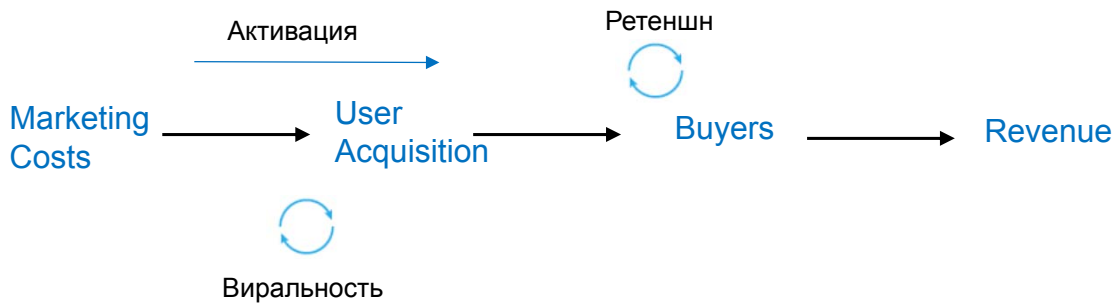 Активация
Ретеншн
Marketing
Costs
User
Acquisition
Buyers
Revenue
Виральность